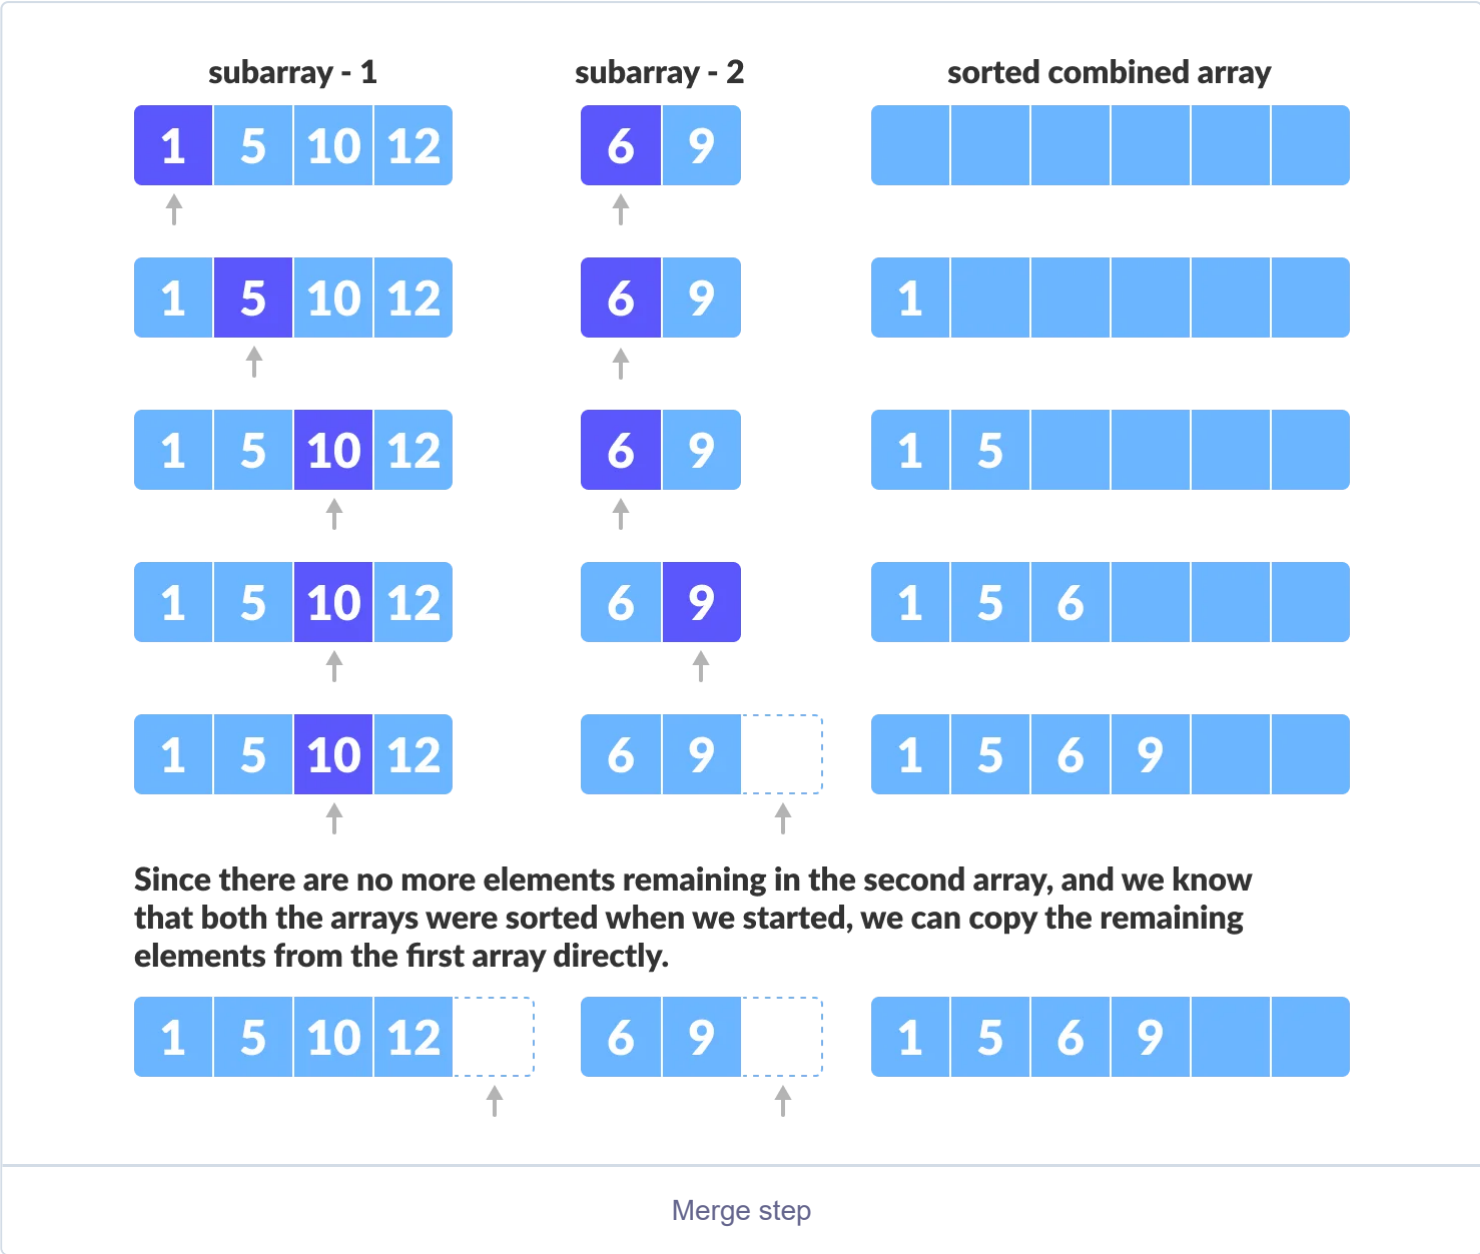 subarray - 1 subarray - 2 sorted combined array
1 5 10 12 6 9
1 5 10 12 6 9 1
1 5 10 12 6 9 1 5
1 5 10 12 6 9 1 5 6
1 5 10 12 6 9 1 5 6 9
Since there are no more elements remaining in the second array, and we know
that both the arrays were sorted when we started, we can copy the remaining
elements from the first array directly.
1 5 10 12 6 9 1 5 6 9
Merge step